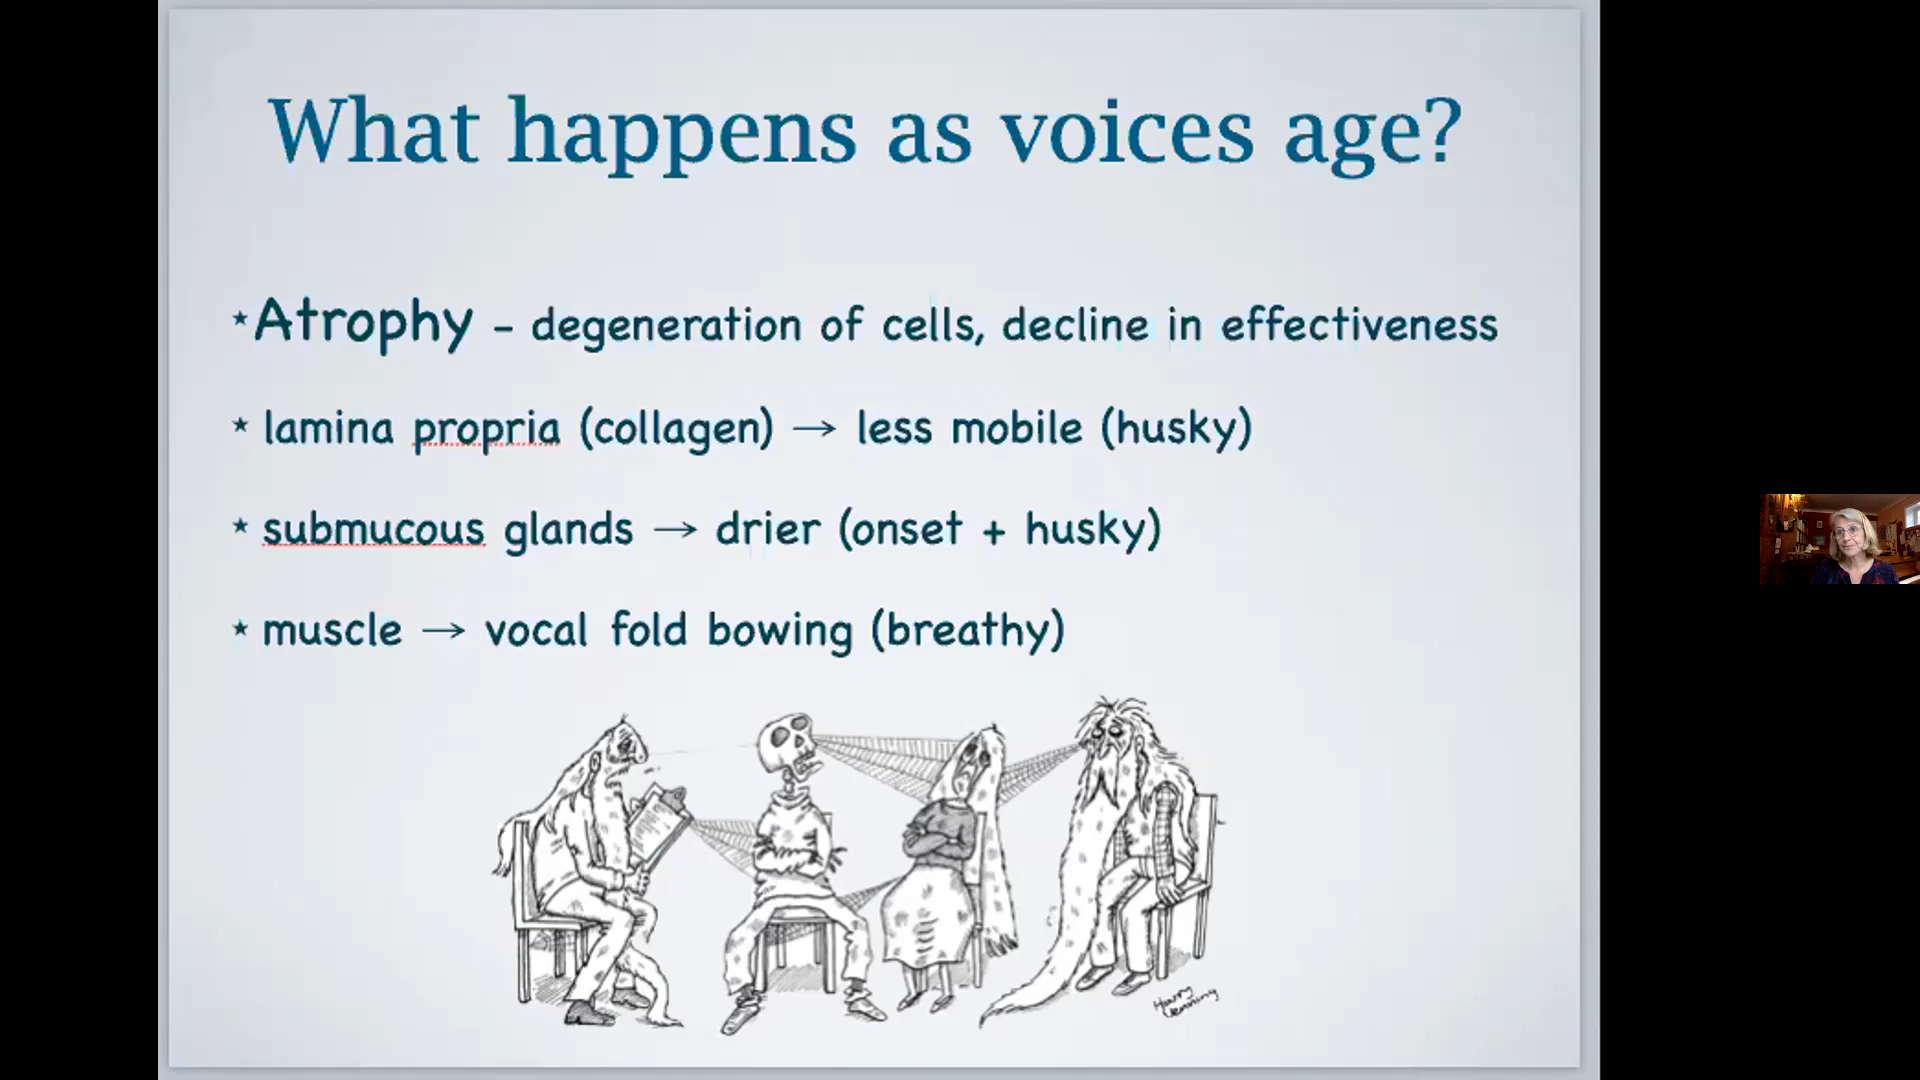 What happens as voices age?
★ Atrophy – degeneration of cells, decline in effectiveness
★ lamina propria (collagen) → less mobile (husky)
★ submucous glands → drier (onset + husky)
★ muscle → vocal fold bowing (breathy)
Harry